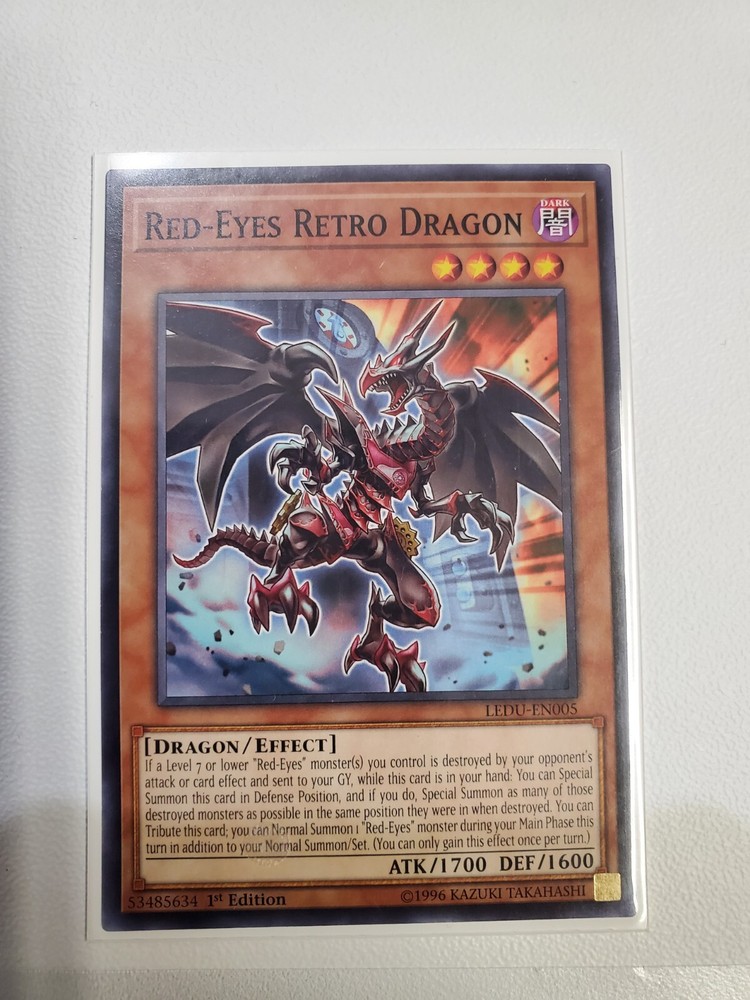 RED-EYES RETRO DRAGON
DARK
闇
LEDU-EN005
[DRAGON/EFFECT]
If a Level 7 or lower "Red-Eyes" monster(s) you control is destroyed by your opponent's
attack or card effect and sent to your GY, while this card is in your hand: You can Special
Summon this card in Defense Position, and if you do, Special Summon as many of those
destroyed monsters as possible in the same position they were in when destroyed. You can
Tribute this card; you can Normal Summon 1 "Red-Eyes" monster during your Main Phase this
turn in addition to your Normal Summon/Set. (You can only gain this effect once per turn.)
ATK/1700 DEF/1600
53485634 1st Edition
©1996 KAZUKI TAKAHASHI